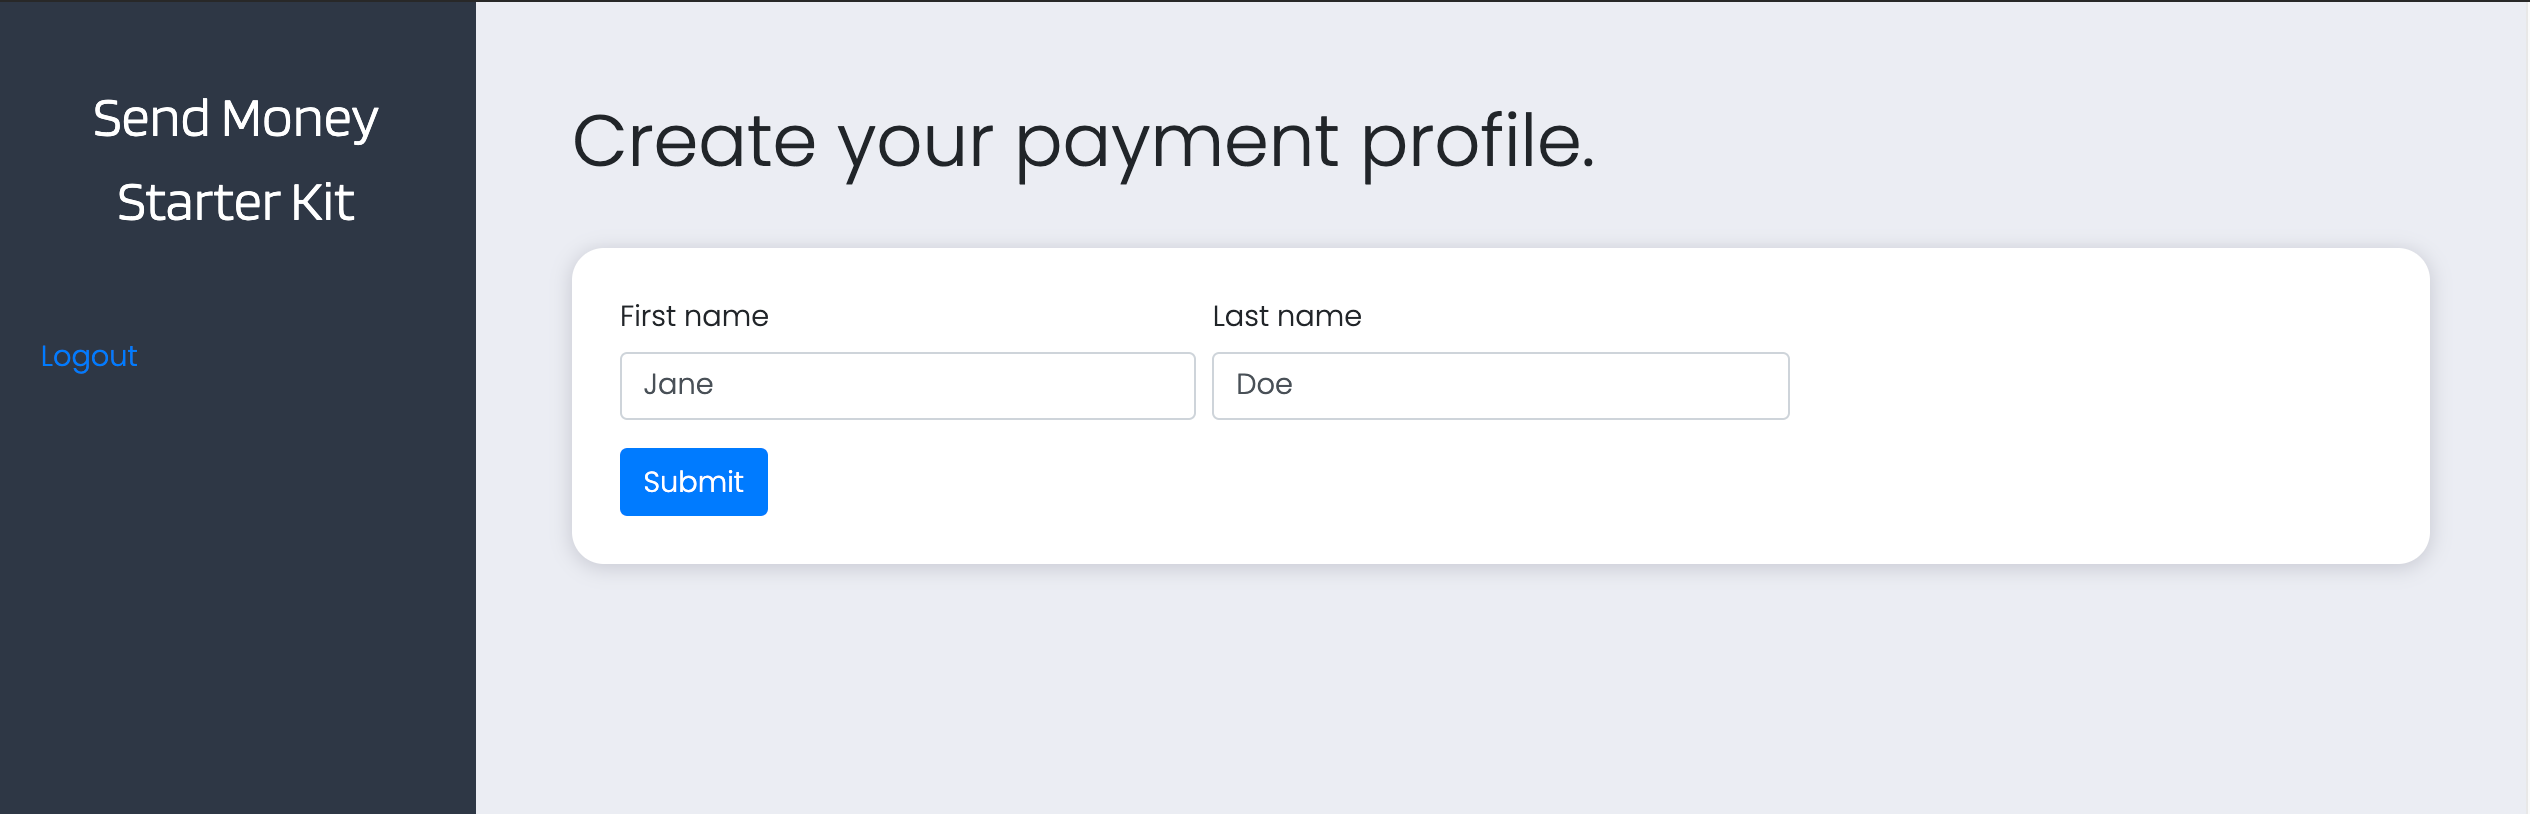 Send Money
Starter Kit
Logout
Create your payment profile.
First name
Last name
Jane
Doe
Submit